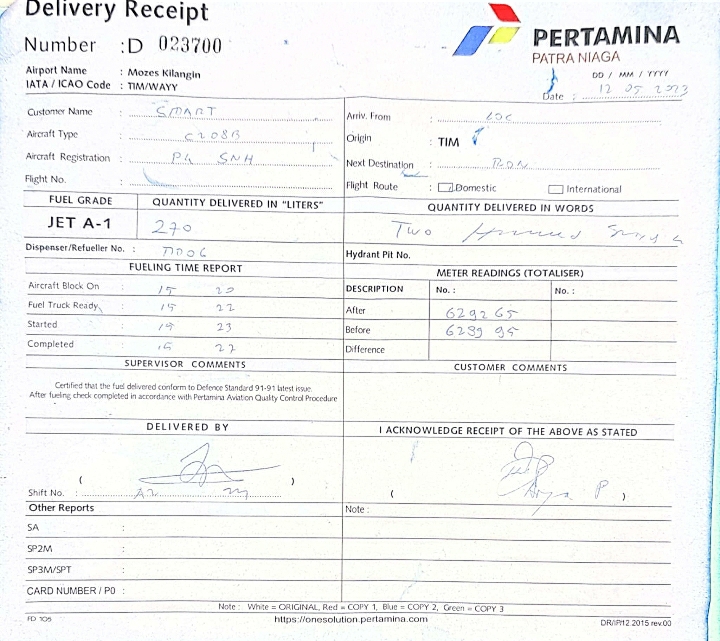 Delivery Receipt
Number : D 023700
PERTAMINA
PATRA NIAGA
Airport Name : Mozes Kilangin
IATA / ICAO Code : TIM/WAYY
DD / MM / YYYY
Date : 12 05 2023
Customer Name : SMART
Arriv. From
Aircraft Type : C208B
Origin : TIM
Aircraft Registration : PK SNH
Next Destination :
Flight No. :
Flight Route : Domestic International
FUEL GRADE
QUANTITY DELIVERED IN "LITERS"
QUANTITY DELIVERED IN WORDS
JET A-1
270
Two Hundred
Dispenser/Refueller No. :
Hydrant Pit No.
FUELING TIME REPORT
METER READINGS (TOTALISER)
Aircraft Block On : 15 20
DESCRIPTION No. : No. :
Fuel Truck Ready : 15 22
After 629265
Started : 15 23
Before
Completed : 15 27
Difference
SUPERVISOR COMMENTS
CUSTOMER COMMENTS
Certified that the fuel delivered conform to Defence Standard 91-91 latest issue.
After fueling check completed in accordance with Pertamina Aviation Quality Control Procedure
DELIVERED BY
I ACKNOWLEDGE RECEIPT OF THE ABOVE AS STATED
( )
Shift No. :
( Arya P )
Other Reports
Note :
SA :
SP2M :
SP3M/SPT :
CARD NUMBER / PO :
Note : White = ORIGINAL, Red = COPY 1, Blue = COPY 2, Green = COPY 3
FD 105
https://onesolution.pertamina.com
DR/IP/12.2015 rev.00